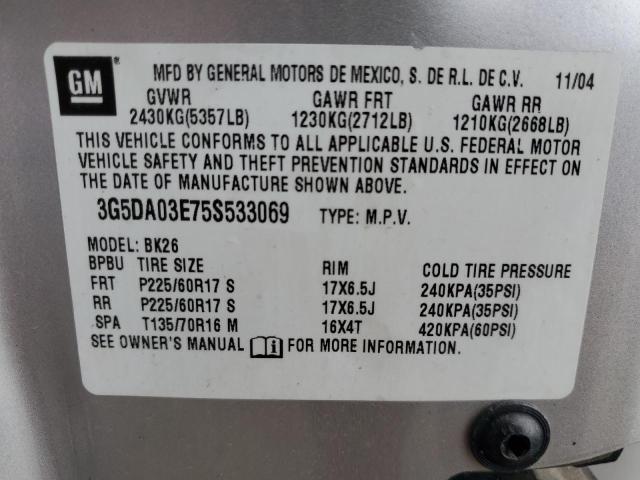 GM ® MFD BY GENERAL MOTORS DE MEXICO, S. DE R.L. DE C.V. 11/04
GVWR GAWR FRT GAWR RR
2430KG(5357LB) 1230KG(2712LB) 1210KG(2668LB)
THIS VEHICLE CONFORMS TO ALL APPLICABLE U.S. FEDERAL MOTOR
VEHICLE SAFETY AND THEFT PREVENTION STANDARDS IN EFFECT ON
THE DATE OF MANUFACTURE SHOWN ABOVE.
3G5DA03E75S533069 TYPE: M.P.V.
MODEL: BK26
BPBU TIRE SIZE RIM COLD TIRE PRESSURE
FRT P225/60R17 S 17X6.5J 240KPA(35PSI)
RR P225/60R17 S 17X6.5J 240KPA(35PSI)
SPA T135/70R16 M 16X4T 420KPA(60PSI)
SEE OWNER'S MANUAL i FOR MORE INFORMATION.